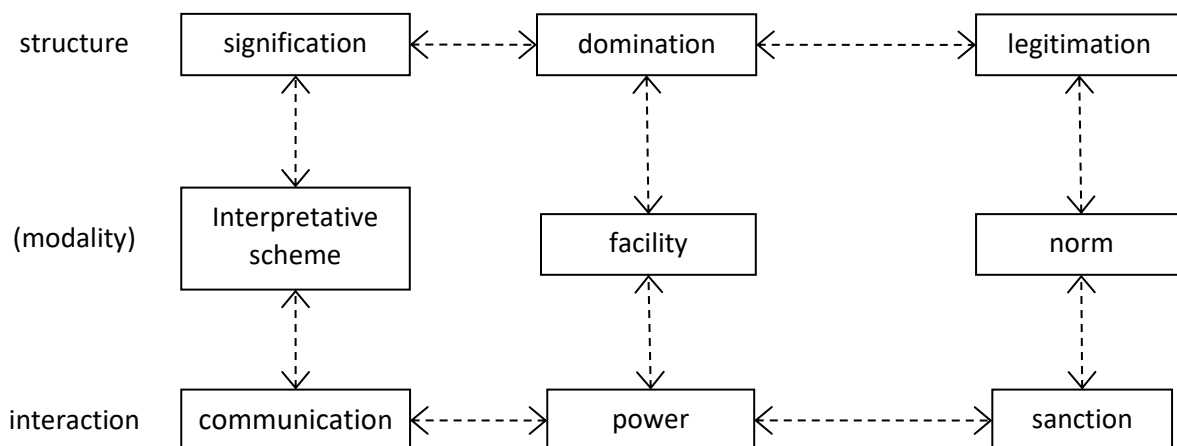 structure signification domination legitimation
(modality) Interpretative scheme facility norm
interaction communication power sanction